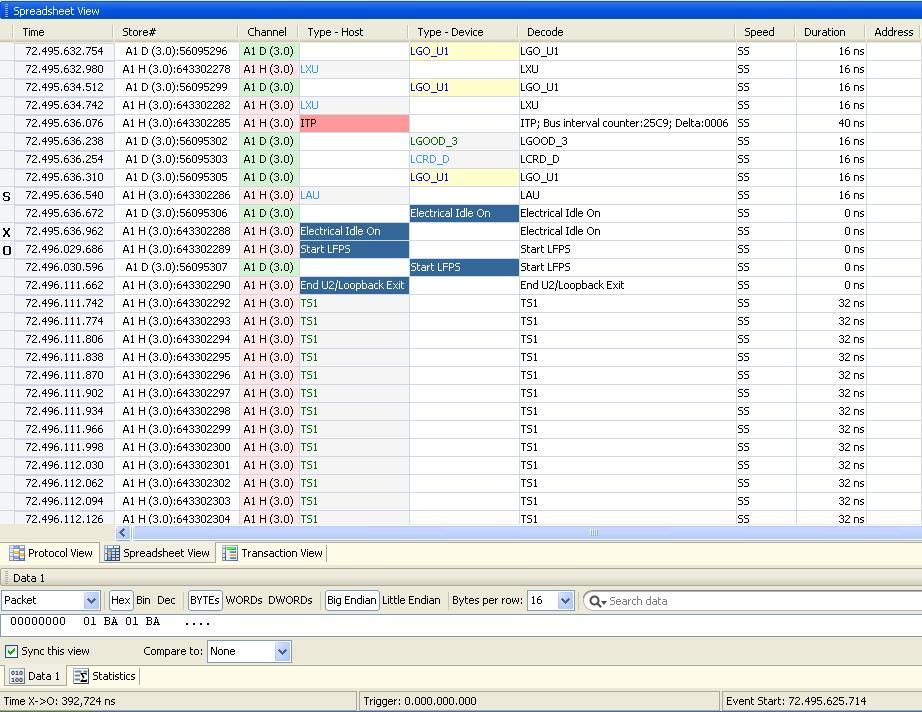 Spreadsheet View
Time Store# Channel Type - Host Type - Device Decode Speed Duration Address
72.495.632.754 A1 D (3.0):56095296 A1 D (3.0) LGO_U1 LGO_U1 SS 16 ns
72.495.632.980 A1 H (3.0):643302278 A1 H (3.0) LXU LXU SS 16 ns
72.495.634.512 A1 D (3.0):56095299 A1 D (3.0) LGO_U1 LGO_U1 SS 16 ns
72.495.634.742 A1 H (3.0):643302282 A1 H (3.0) LXU LXU SS 16 ns
72.495.636.076 A1 H (3.0):643302285 A1 H (3.0) ITP ITP; Bus interval counter:25C9; Delta:0006 SS 40 ns
72.495.636.238 A1 D (3.0):56095302 A1 D (3.0) LGOOD_3 LGOOD_3 SS 16 ns
72.495.636.254 A1 D (3.0):56095303 A1 D (3.0) LCRD_D LCRD_D SS 16 ns
72.495.636.310 A1 D (3.0):56095305 A1 D (3.0) LGO_U1 LGO_U1 SS 16 ns
S 72.495.636.540 A1 H (3.0):643302286 A1 H (3.0) LAU LAU SS 16 ns
72.495.636.672 A1 D (3.0):56095306 A1 D (3.0) Electrical Idle On Electrical Idle On SS 0 ns
X 72.495.636.962 A1 H (3.0):643302288 A1 H (3.0) Electrical Idle On Electrical Idle On SS 0 ns
O 72.496.029.686 A1 H (3.0):643302289 A1 H (3.0) Start LFPS Start LFPS SS 0 ns
72.496.030.596 A1 D (3.0):56095307 A1 D (3.0) Start LFPS Start LFPS SS 0 ns
72.496.111.662 A1 H (3.0):643302290 A1 H (3.0) End U2/Loopback Exit End U2/Loopback Exit SS 0 ns
72.496.111.742 A1 H (3.0):643302292 A1 H (3.0) TS1 TS1 SS 32 ns
72.496.111.774 A1 H (3.0):643302293 A1 H (3.0) TS1 TS1 SS 32 ns
72.496.111.806 A1 H (3.0):643302294 A1 H (3.0) TS1 TS1 SS 32 ns
72.496.111.838 A1 H (3.0):643302295 A1 H (3.0) TS1 TS1 SS 32 ns
72.496.111.870 A1 H (3.0):643302296 A1 H (3.0) TS1 TS1 SS 32 ns
72.496.111.902 A1 H (3.0):643302297 A1 H (3.0) TS1 TS1 SS 32 ns
72.496.111.934 A1 H (3.0):643302298 A1 H (3.0) TS1 TS1 SS 32 ns
72.496.111.966 A1 H (3.0):643302299 A1 H (3.0) TS1 TS1 SS 32 ns
72.496.111.998 A1 H (3.0):643302300 A1 H (3.0) TS1 TS1 SS 32 ns
72.496.112.030 A1 H (3.0):643302301 A1 H (3.0) TS1 TS1 SS 32 ns
72.496.112.062 A1 H (3.0):643302302 A1 H (3.0) TS1 TS1 SS 32 ns
72.496.112.094 A1 H (3.0):643302303 A1 H (3.0) TS1 TS1 SS 32 ns
72.496.112.126 A1 H (3.0):643302304 A1 H (3.0) TS1 TS1 SS 32 ns
Protocol View Spreadsheet View Transaction View
Data 1
Packet Hex Bin Dec BYTEs WORDs DWORDs Big Endian Little Endian Bytes per row: 16 Search data
00000000 01 BA 01 BA ....
Sync this view Compare to: None
Data 1 Statistics
Time X->O: 392,724 ns Trigger: 0.000.000.000 Event Start: 72.495.625.714